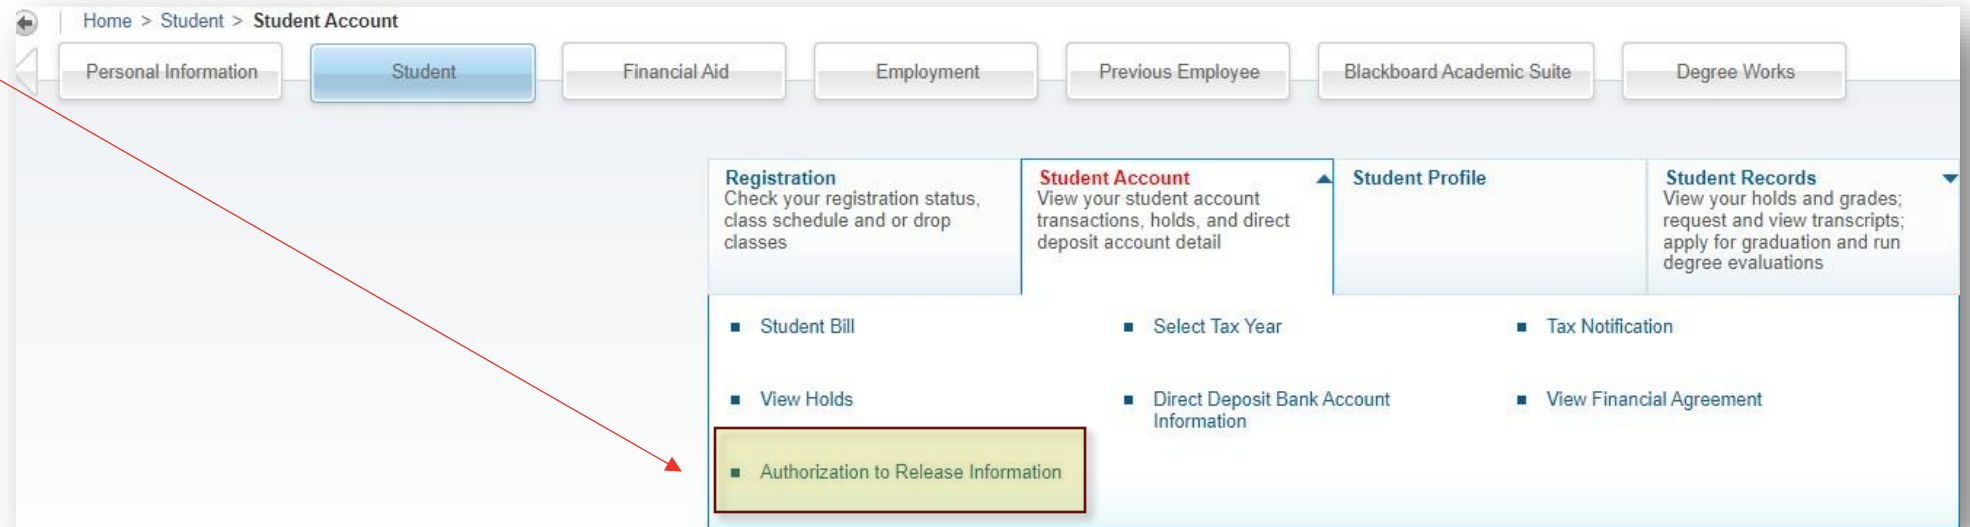 Home > Student > Student Account
Personal Information
Student
Financial Aid
Employment
Previous Employee
Blackboard Academic Suite
Degree Works
Registration
Check your registration status,
class schedule and or drop
classes
Student Account
View your student account
transactions, holds, and direct
deposit account detail
Student Profile
Student Records
View your holds and grades;
request and view transcripts;
apply for graduation and run
degree evaluations
Student Bill
Select Tax Year
Tax Notification
View Holds
Direct Deposit Bank Account
Information
View Financial Agreement
Authorization to Release Information